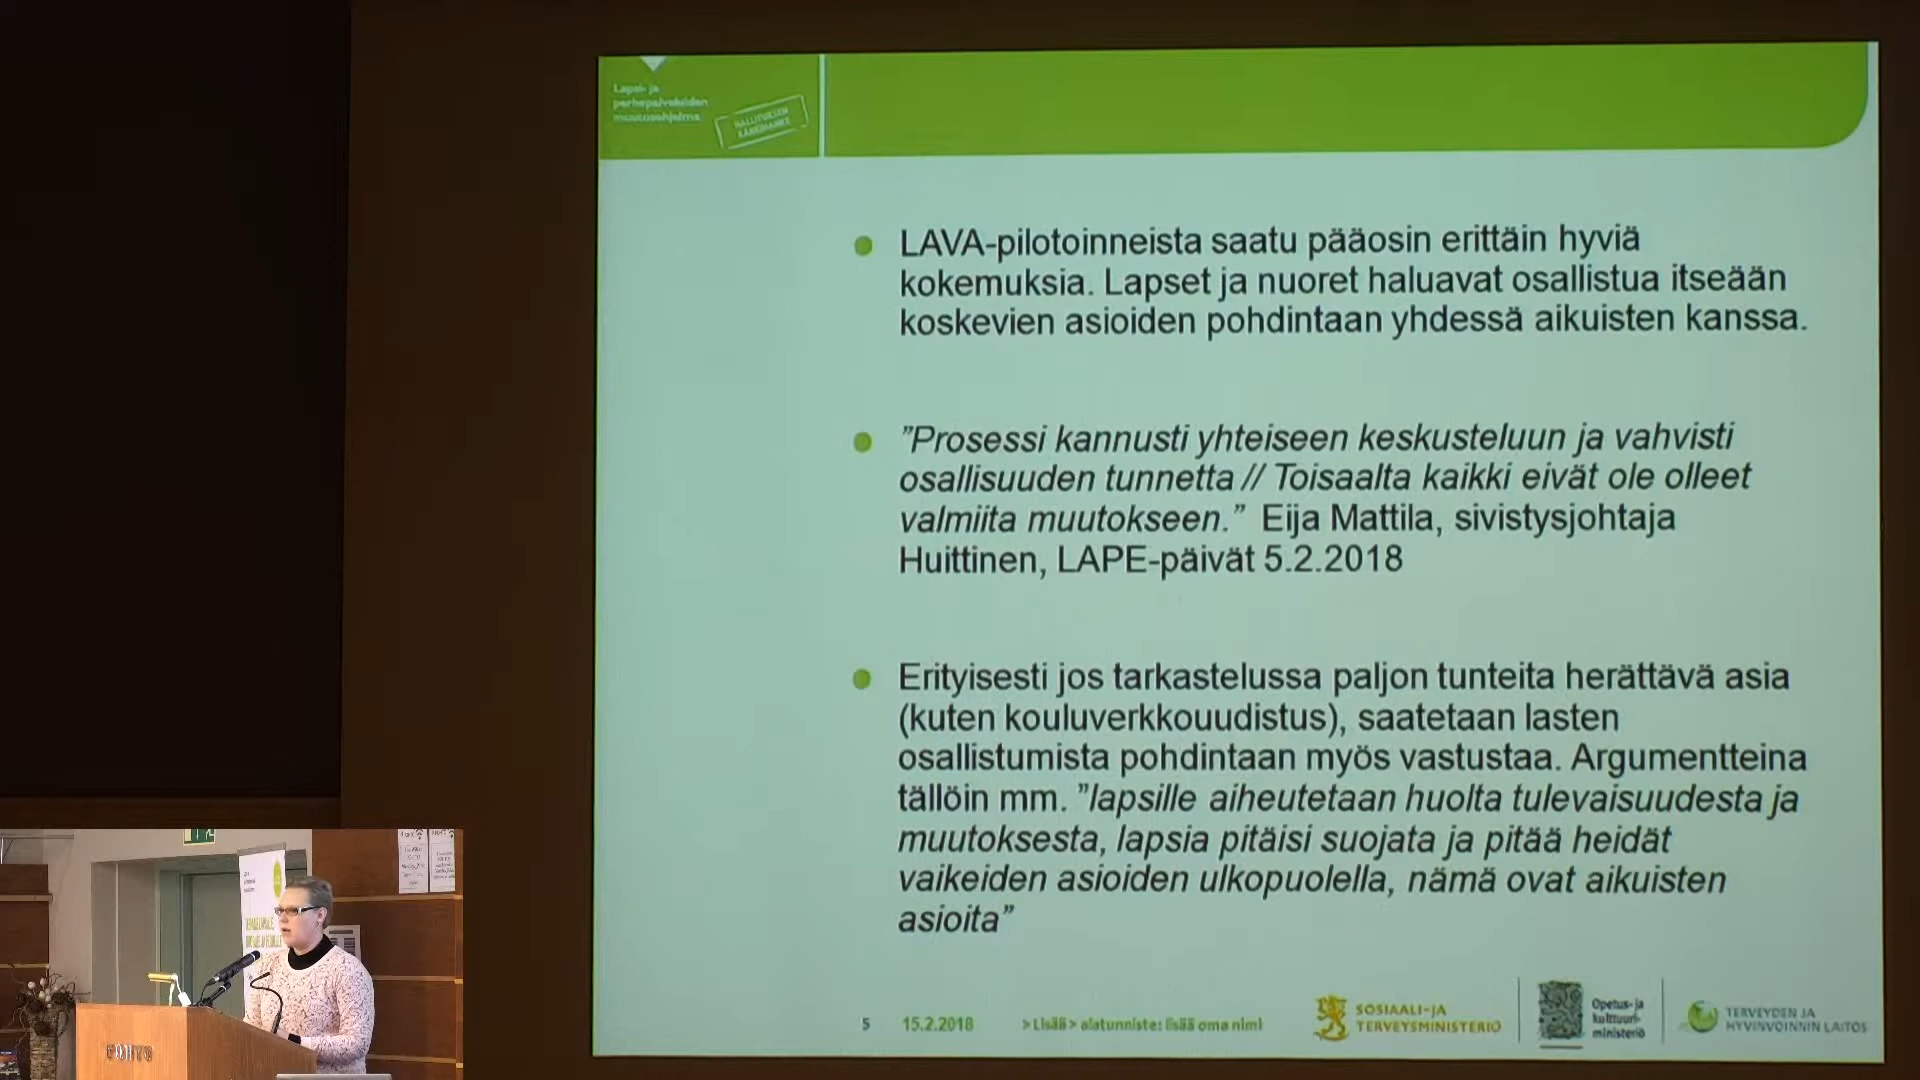 Lapsi- ja
perhepalveluiden
muutosohjelma
HALLITUKSEN
KÄRKIHANKE
LAVA-pilotoinneista saatu pääosin erittäin hyviä
kokemuksia. Lapset ja nuoret haluavat osallistua itseään
koskevien asioiden pohdintaan yhdessä aikuisten kanssa.
”Prosessi kannusti yhteiseen keskusteluun ja vahvisti
osallisuuden tunnetta // Toisaalta kaikki eivät ole olleet
valmiita muutokseen.” Eija Mattila, sivistysjohtaja
Huittinen, LAPE-päivät 5.2.2018
Erityisesti jos tarkastelussa paljon tunteita herättävä asia
(kuten kouluverkkouudistus), saatetaan lasten
osallistumista pohdintaan myös vastustaa. Argumentteina
tällöin mm. ”lapsille aiheutetaan huolta tulevaisuudesta ja
muutoksesta, lapsia pitäisi suojata ja pitää heidät
vaikeiden asioiden ulkopuolella, nämä ovat aikuisten
asioita”
5 15.2.2018 > Lisää > alatunniste: lisää oma nimi
SOSIAALI- JA
TERVEYSMINISTERIÖ
Opetus- ja
kulttuuri-
ministeriö
TERVEYDEN JA
HYVINVOINNIN LAITOS